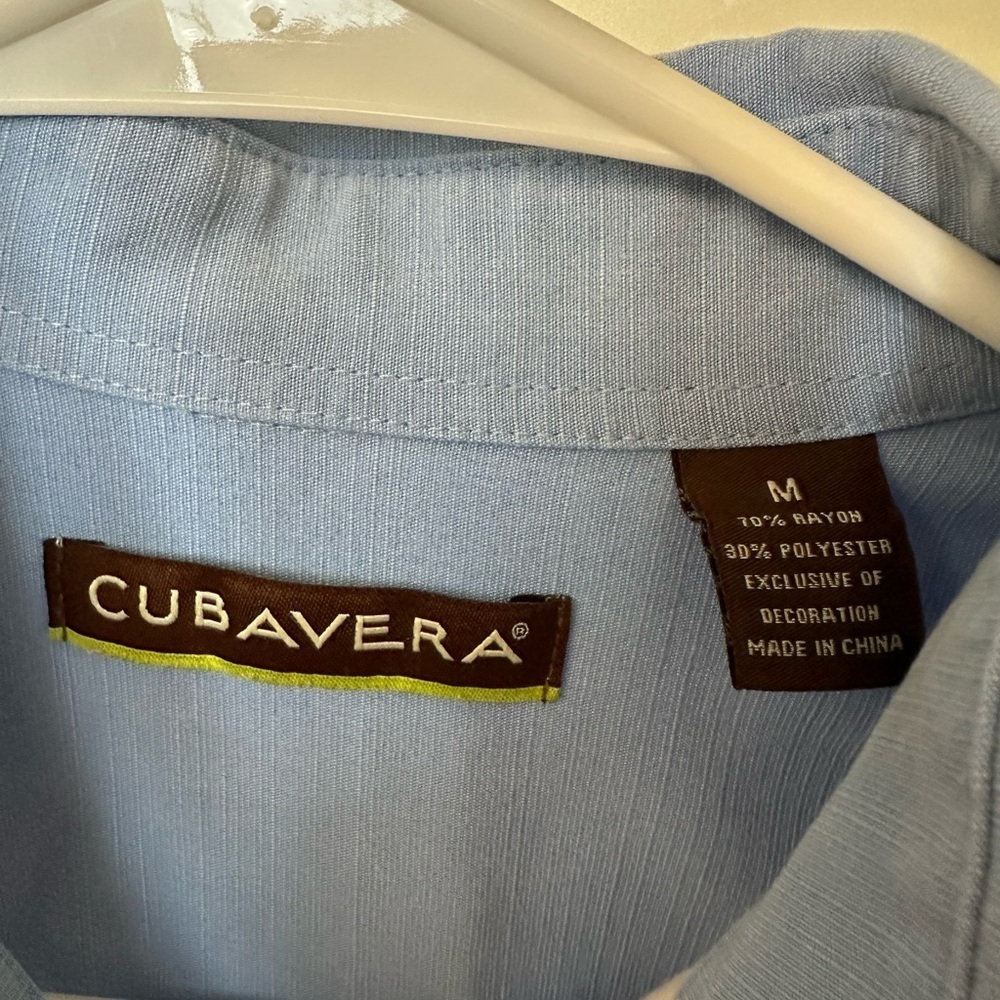 CUBAVERA®
M
70% RAYON
30% POLYESTER
EXCLUSIVE OF
DECORATION
MADE IN CHINA